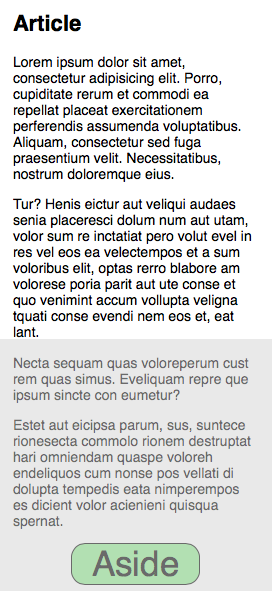 Article
Lorem ipsum dolor sit amet,
consectetur adipisicing elit. Porro,
cupiditate rerum et commodi ea
repellat placeat exercitationem
perferendis assumenda voluptatibus.
Aliquam, consectetur sed fuga
praesentium velit. Necessitatibus,
nostrum doloremque eius.
Tur? Henis eictur aut veliqui audaes
senia placeresci dolum num aut utam,
volor sum re inctatiat pero volut evel in
res vel eos ea velectempos et a sum
voloribus elit, optas rerro blabore am
volorese poria parit aut ute conse et
quo venimint accum vollupta veligna
tquati conse evendi nem eos et, eat
lant.
Necta sequam quas voloreperum cust
rem quas simus. Eveliquam repre que
ipsum sincte con eumetur?
Estet aut eicipsa parum, sus, suntece
rionesecta commolo rionem destruptat
hari omniendam quaspe voloreh
endeliquos cum nonse pos vellati di
dolupta tempedis eata nimperempos
es dicient volor acienieni quisqua
spernat.
Aside